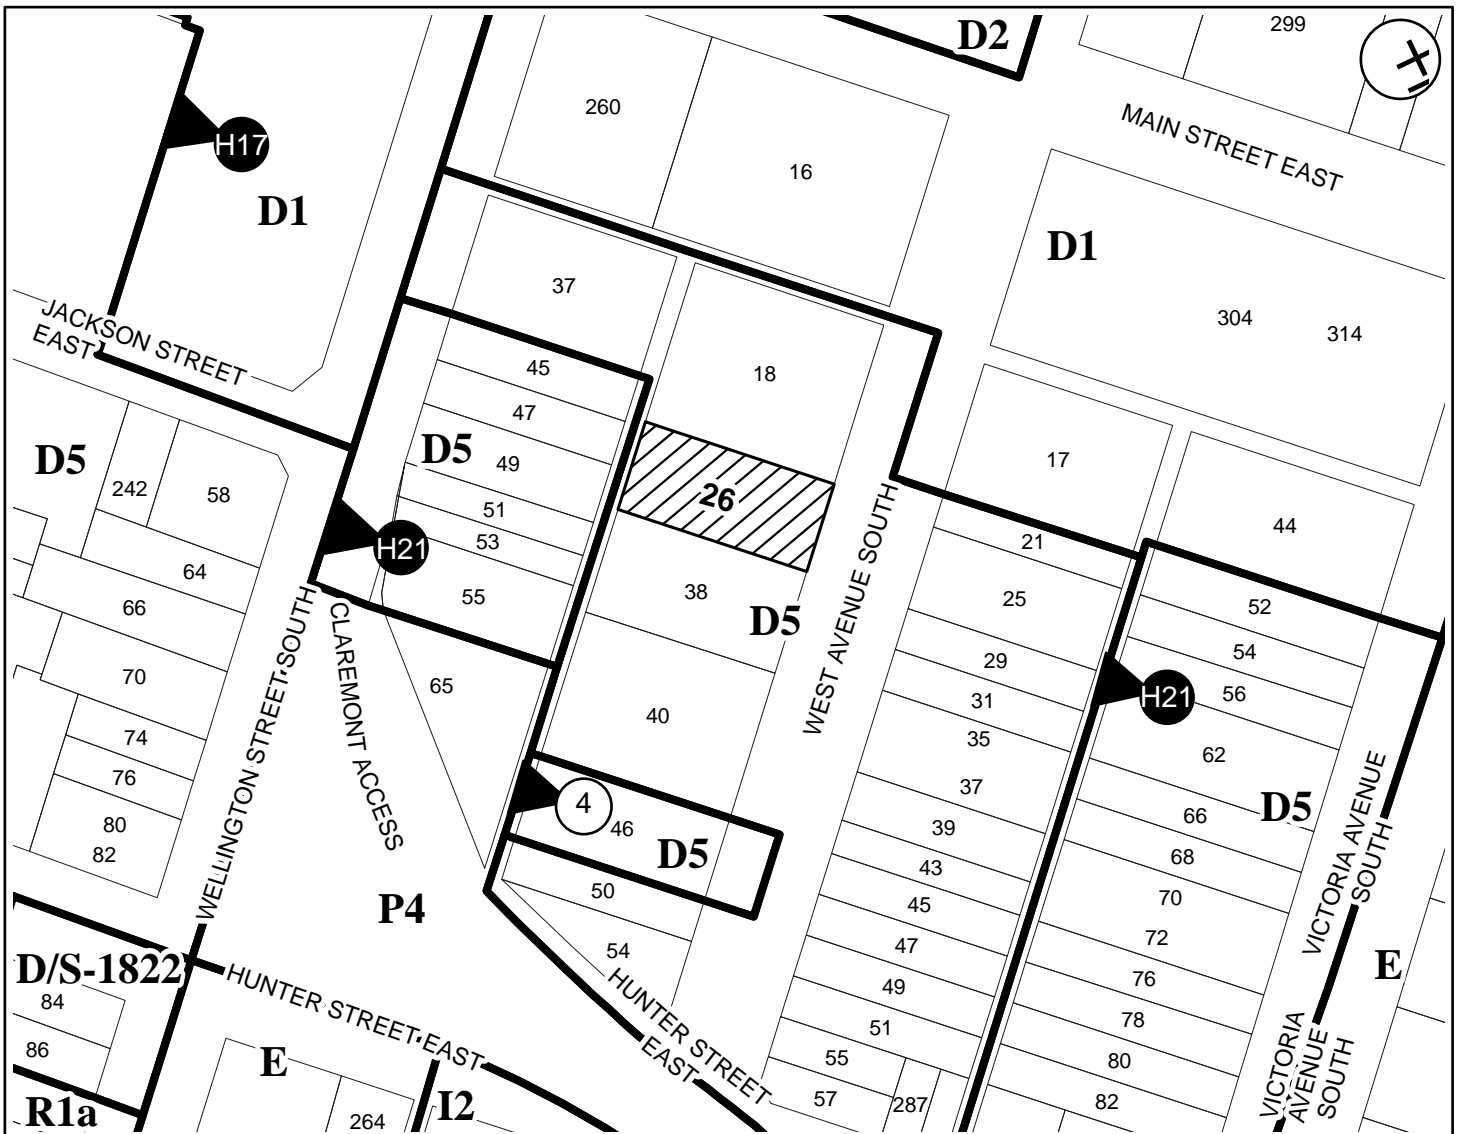 D2
299
260
MAIN STREET EAST
H17
16
D1
D1
37
304
314
JACKSON STREET
EAST
45
18
47
D5
D5
49
17
242
58
26
51
44
53
H21
21
64
WEST AVENUE SOUTH
55
38
25
52
66
D5
CLAREMONT ACCESS
WELLINGTON STREET SOUTH
29
54
70
65
31
56
H21
40
35
74
62
76
37
4
D5
VICTORIA AVENUE
SOUTH
66
80
46
39
82
D5
68
43
50
70
P4
45
54
72
47
E
D/S-1822
HUNTER STREET EAST
76
84
49
HUNTER STREET
EAST
78
51
86
55
80
E
VICTORIA
AVENUE
SOUTH
57
287
82
R1a
264
I2